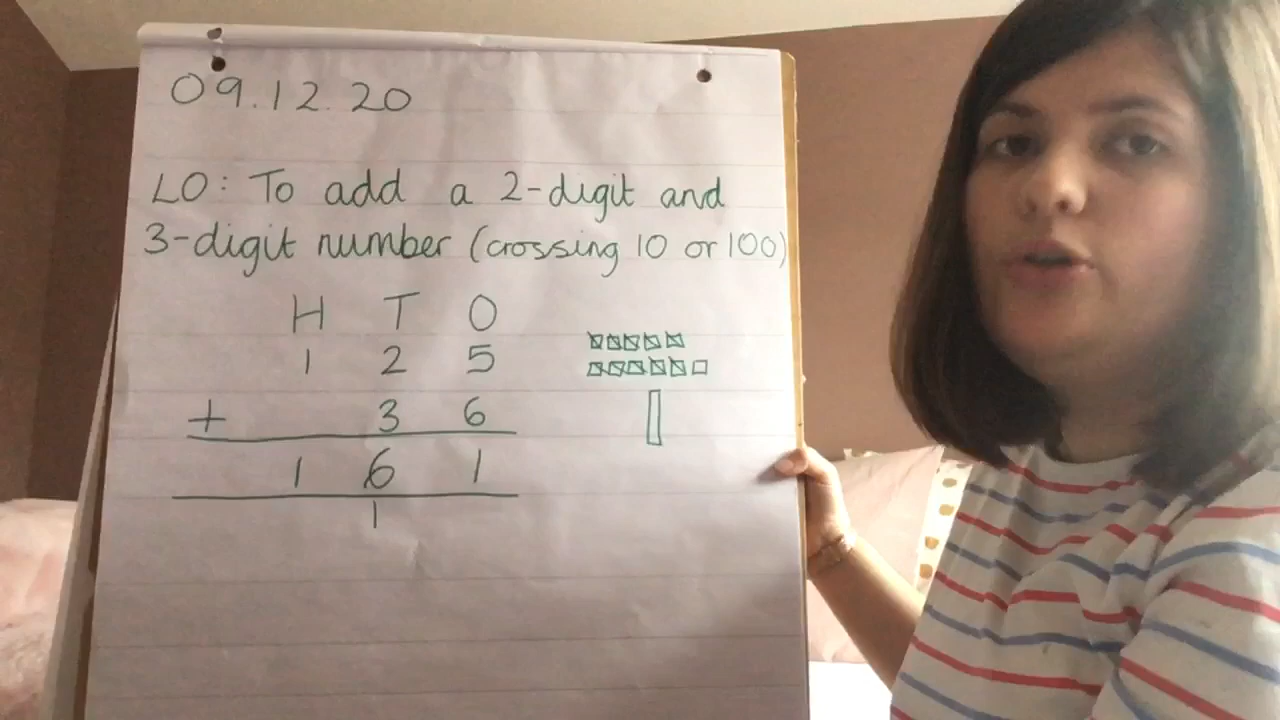 09.12.20
LO: To add a 2-digit and
3-digit number (crossing 10 or 100)
H T O
1 2 5
+ 3 6
1 6 1
1